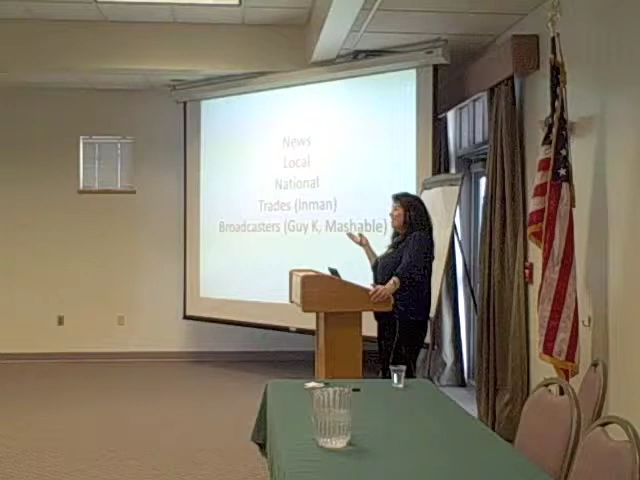 News
Local
National
Trades (Inman)
Broadcasters (Guy K, Mashable)